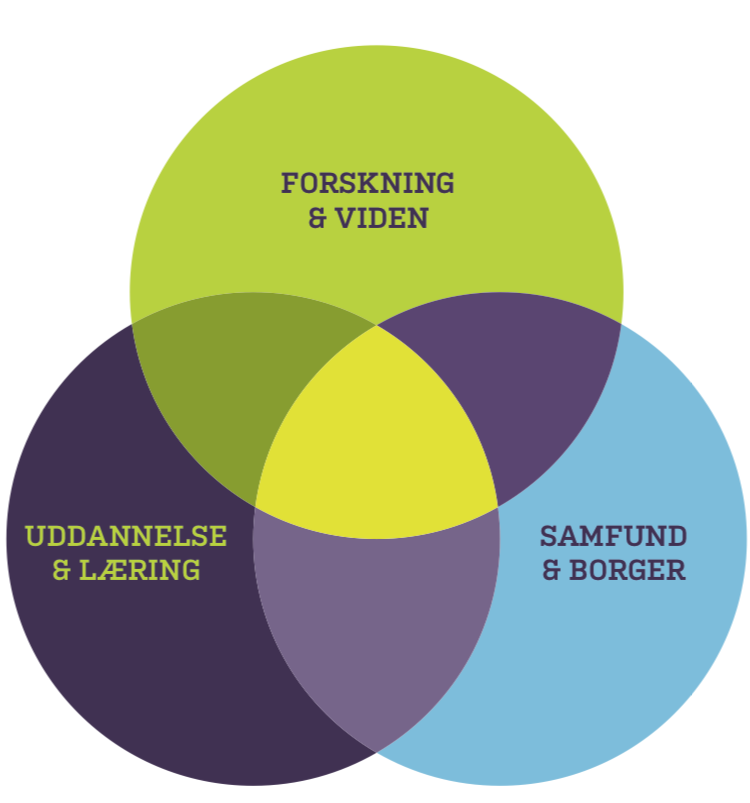 FORSKNING
& VIDEN
UDDANNELSE
& LÆRING
SAMFUND
& BORGER